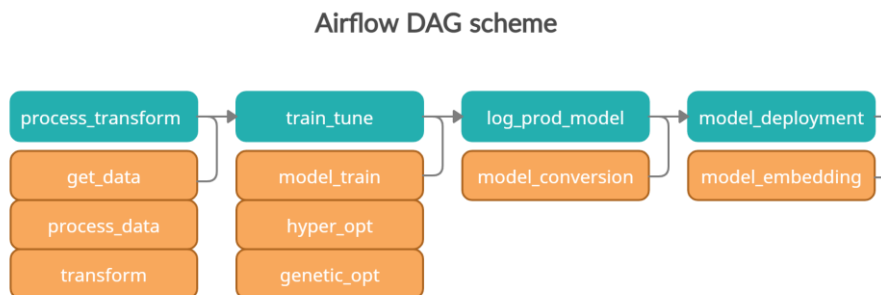 Airflow DAG scheme
process_transform
train_tune
log_prod_model
model_deployment
get_data
model_train
model_conversion
model_embedding
process_data
hyper_opt
transform
genetic_opt